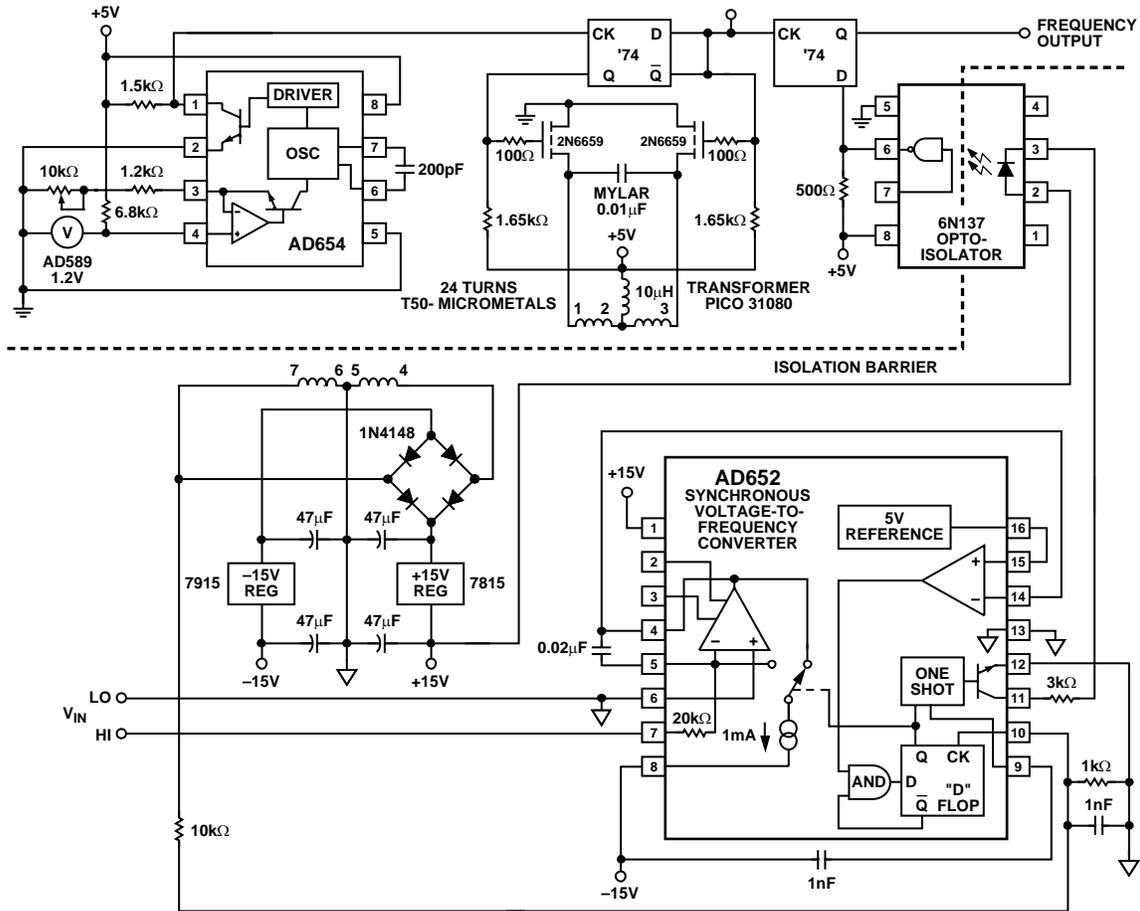 +5V
CK D
'74
Q Q
CK Q
'74
D
FREQUENCY
OUTPUT
1.5kΩ
1
2
3
4
DRIVER
OSC
AD654
8
7
6
5
200pF
10kΩ
1.2kΩ
6.8kΩ
V
AD589
1.2V
100Ω
2N6659
2N6659
100Ω
MYLAR
0.01μF
1.65kΩ
1.65kΩ
+5V
24 TURNS
T50- MICROMETALS
10μH
TRANSFORMER
PICO 31080
1 2 3
500Ω
+5V
5
6
7
8
4
3
2
1
6N137
OPTO-
ISOLATOR
ISOLATION BARRIER
7 6 5 4
1N4148
47μF 47μF
7915
–15V
REG
+15V
REG
7815
47μF 47μF
–15V
+15V
LO
VIN
HI
10kΩ
+15V
AD652
SYNCHRONOUS
VOLTAGE-TO-
FREQUENCY
CONVERTER
5V
REFERENCE
1
2
3
4
5
6
7
8
16
15
14
13
12
11
10
9
+
–
– +
0.02μF
20kΩ
1mA
ONE
SHOT
3kΩ
AND
Q CK
D
"D"
Q FLOP
1kΩ
1nF
–15V
1nF